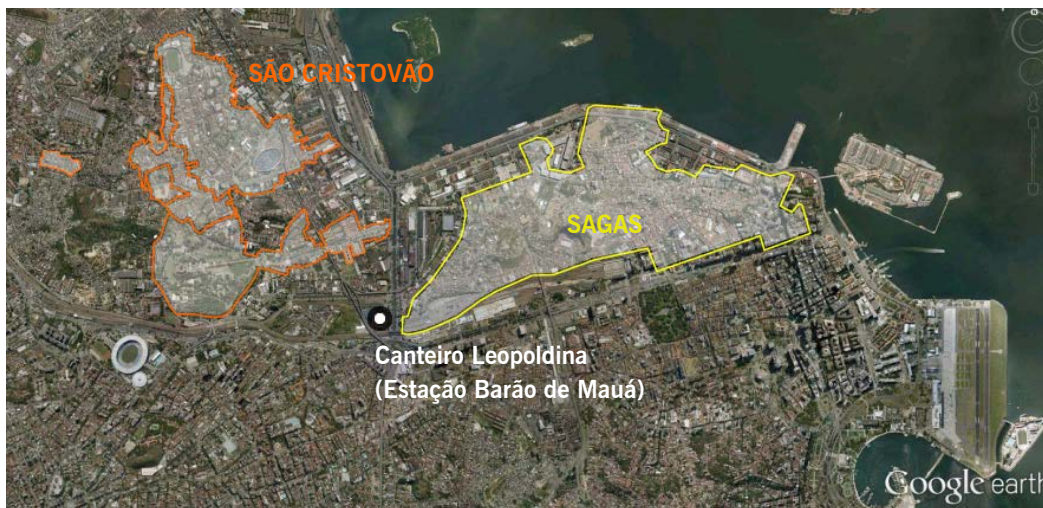 SÃO CRISTOVÃO
SAGAS
Canteiro Leopoldina
(Estação Barão de Mauá)
Google earth